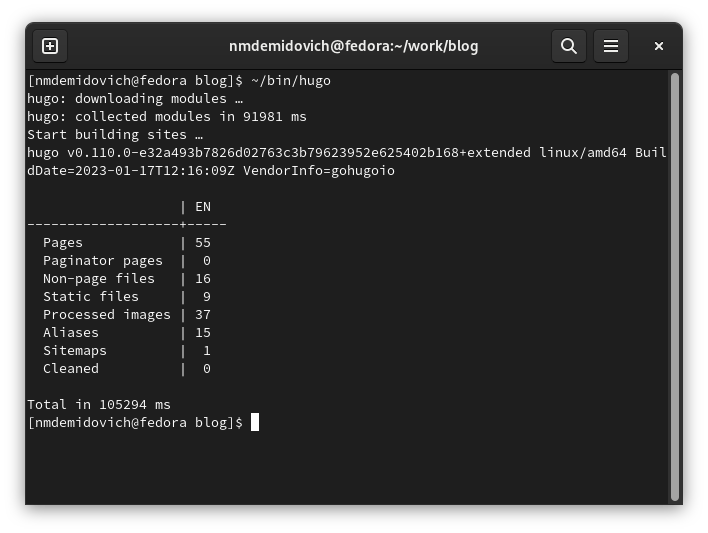 nmdemidovich@fedora:~/work/blog
[nmdemidovich@fedora blog]$ ~/bin/hugo
hugo: downloading modules …
hugo: collected modules in 91981 ms
Start building sites …
hugo v0.110.0-e32a493b7826d02763c3b79623952e625402b168+extended linux/amd64 Buil
dDate=2023-01-17T12:16:09Z VendorInfo=gohugoio
                   | EN
-------------------+-----
  Pages            | 55
  Paginator pages  |  0
  Non-page files   | 16
  Static files     |  9
  Processed images | 37
  Aliases          | 15
  Sitemaps         |  1
  Cleaned          |  0
Total in 105294 ms
[nmdemidovich@fedora blog]$